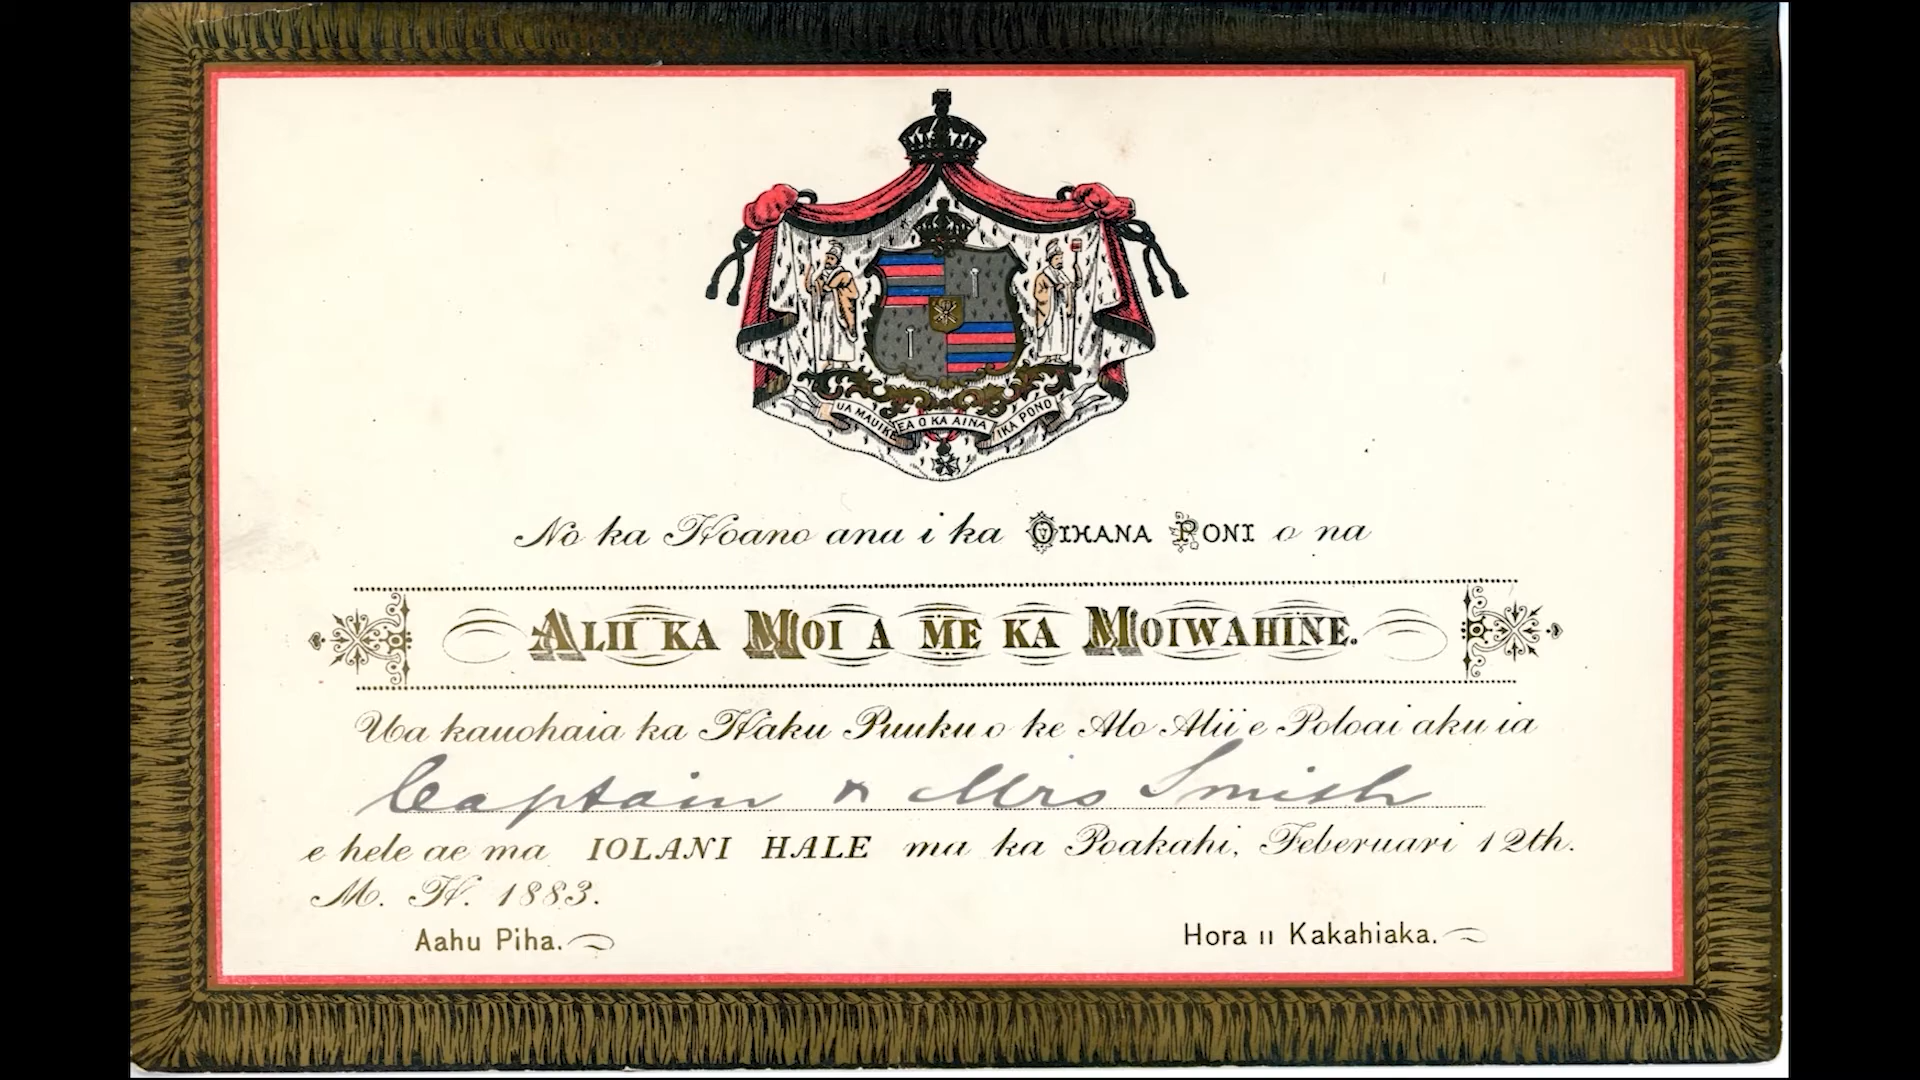 UA MAU IKE EA O KA AINA IKA PONO
No ka Hoano ana i ka OIHANA PONI o na
ALII KA MOI A ME KA MOIWAHINE.
Ua kauohaia ka Haku Puuku o ke Alo Alii e Poloai aku ia
Captain & Mrs Smith
e hele ae ma IOLANI HALE ma ka Poakahi, Feberuari 12th.
M. H. 1883.
Aahu Piha.
Hora 11 Kakahiaka.